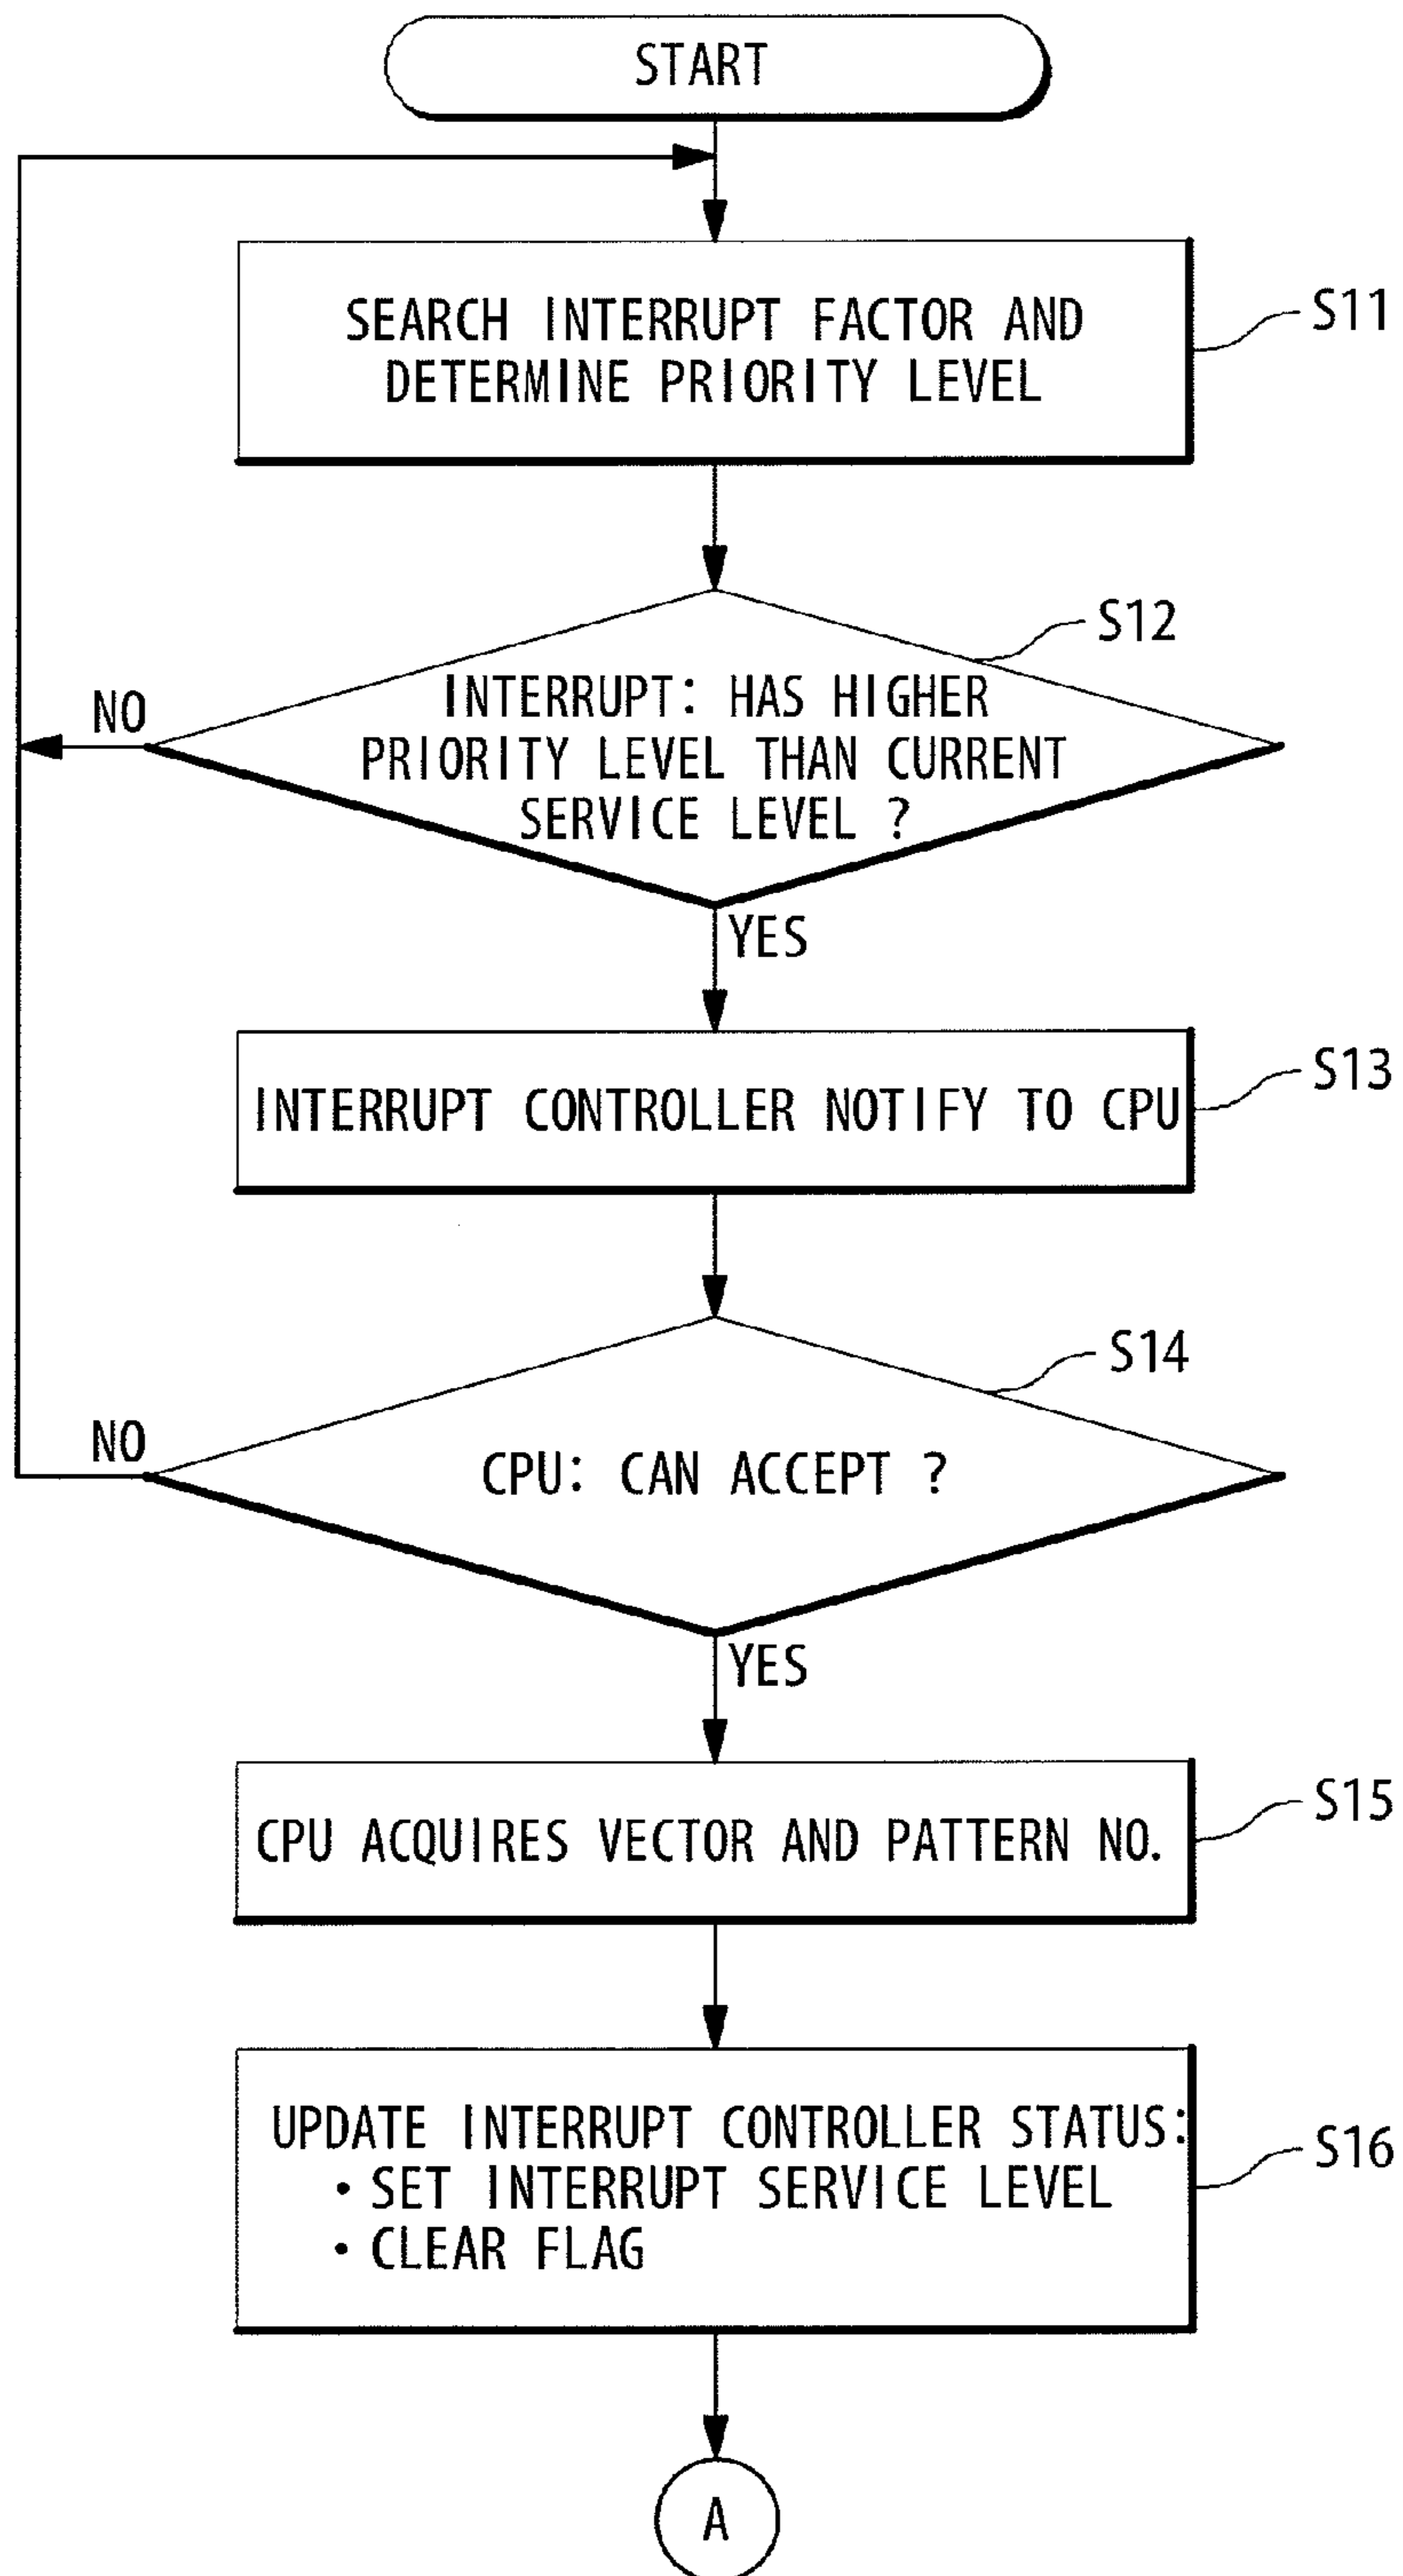 START
SEARCH INTERRUPT FACTOR AND
DETERMINE PRIORITY LEVEL
S11
S12
INTERRUPT: HAS HIGHER
PRIORITY LEVEL THAN CURRENT
SERVICE LEVEL ?
NO
YES
INTERRUPT CONTROLLER NOTIFY TO CPU
S13
S14
CPU: CAN ACCEPT ?
NO
YES
CPU ACQUIRES VECTOR AND PATTERN NO.
S15
UPDATE INTERRUPT CONTROLLER STATUS:
• SET INTERRUPT SERVICE LEVEL
• CLEAR FLAG
S16
A